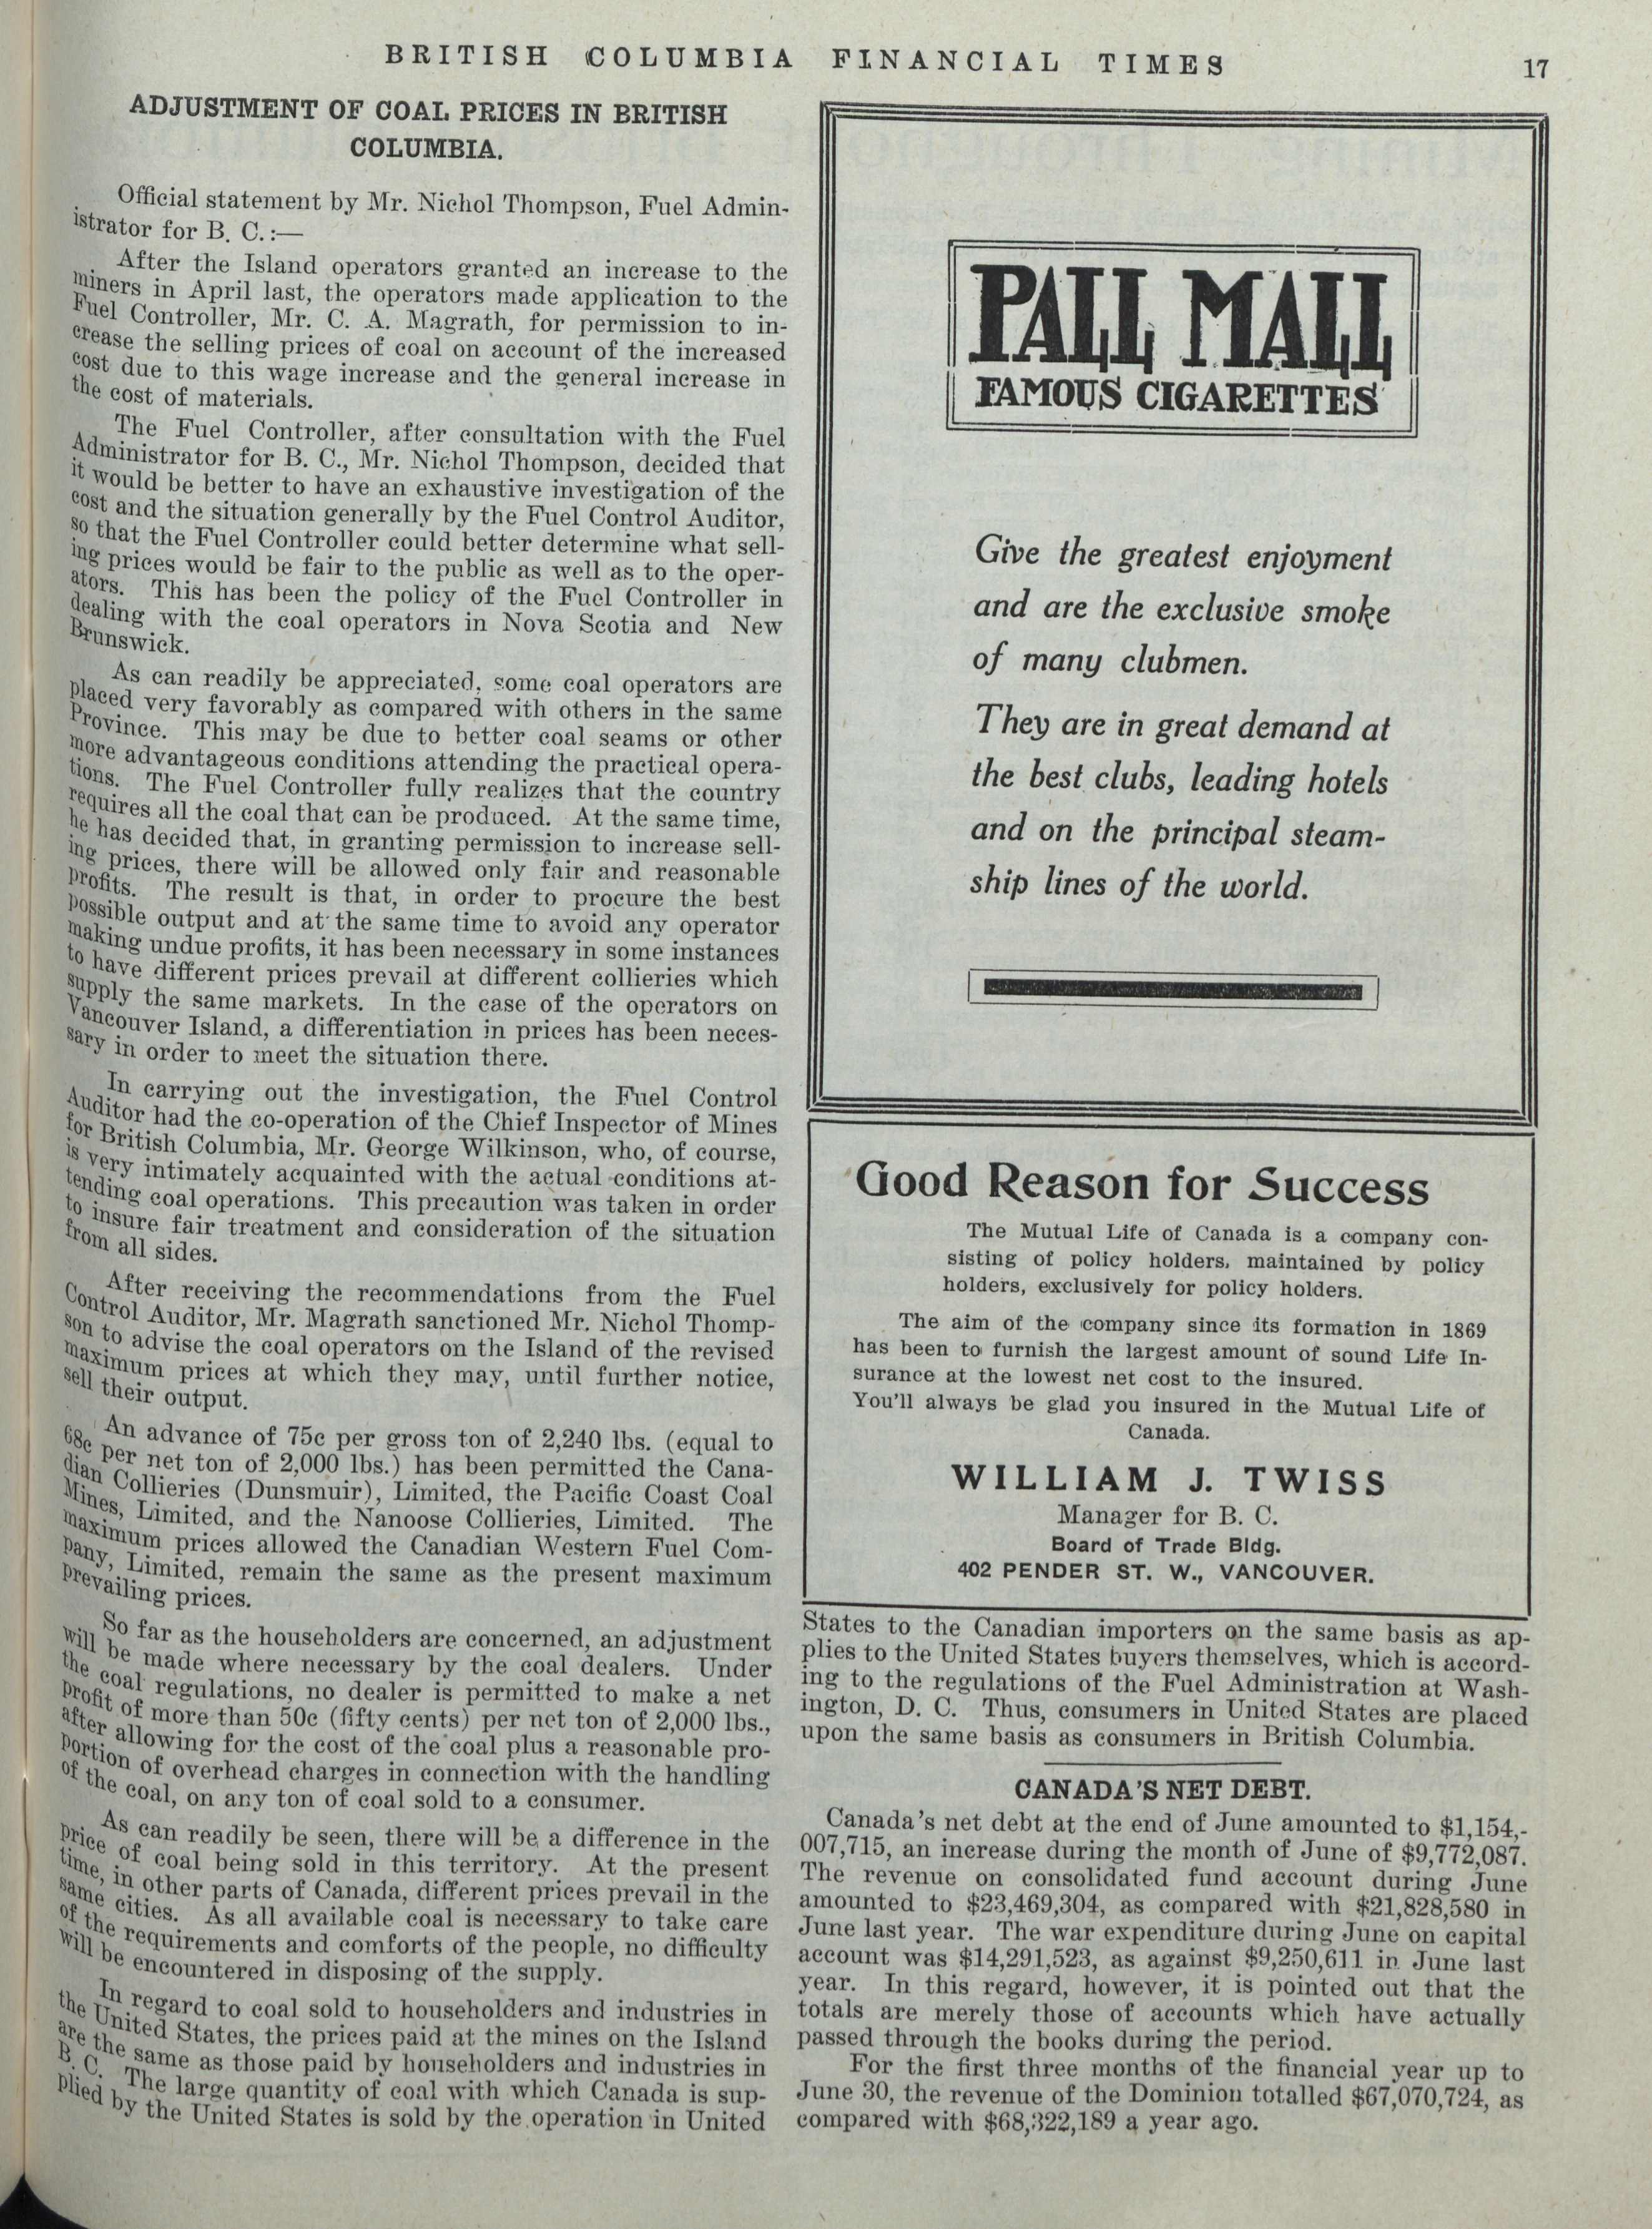 BRITISH COLUMBIA FINANCIAL TIMES 17
ADJUSTMENT OF COAL PRICES IN BRITISH
COLUMBIA.
Official statement by Mr. Nichol Thompson, Fuel Admin-
istrator for B. C.:—
After the Island operators granted an increase to the
miners in April last, the operators made application to the
Fuel Controller, Mr. C. A. Magrath, for permission to in-
crease the selling prices of coal on account of the increased
cost due to this wage increase and the general increase in
the cost of materials.
The Fuel Controller, after consultation with the Fuel
Administrator for B. C., Mr. Nichol Thompson, decided that
it would be better to have an exhaustive investigation of the
cost and the situation generally by the Fuel Control Auditor,
so that the Fuel Controller could better determine what sell-
ing prices would be fair to the public as well as to the oper-
ators. This has been the policy of the Fuel Controller in
dealing with the coal operators in Nova Scotia and New
Brunswick.
As can readily be appreciated, some coal operators are
placed very favorably as compared with others in the same
Province. This may be due to better coal seams or other
more advantageous conditions attending the practical opera-
tions. The Fuel Controller fully realizes that the country
requires all the coal that can be produced. At the same time,
he has decided that, in granting permission to increase sell-
ing prices, there will be allowed only fair and reasonable
profits. The result is that, in order to procure the best
possible output and at the same time to avoid any operator
making undue profits, it has been necessary in some instances
to have different prices prevail at different collieries which
supply the same markets. In the case of the operators on
Vancouver Island, a differentiation in prices has been neces-
sary in order to meet the situation there.
In carrying out the investigation, the Fuel Control
Auditor had the co-operation of the Chief Inspector of Mines
for British Columbia, Mr. George Wilkinson, who, of course,
is very intimately acquainted with the actual conditions at-
tending coal operations. This precaution was taken in order
to insure fair treatment and consideration of the situation
from all sides.
After receiving the recommendations from the Fuel
Control Auditor, Mr. Magrath sanctioned Mr. Nichol Thomp-
son to advise the coal operators on the Island of the revised
maximum prices at which they may, until further notice,
sell their output.
An advance of 75c per gross ton of 2,240 lbs. (equal to
68c per net ton of 2,000 lbs.) has been permitted the Cana-
dian Collieries (Dunsmuir), Limited, the Pacific Coast Coal
Mines, Limited, and the Nanoose Collieries, Limited. The
maximum prices allowed the Canadian Western Fuel Com-
pany, Limited, remain the same as the present maximum
prevailing prices.
So far as the householders are concerned, an adjustment
will be made where necessary by the coal dealers. Under
the coal regulations, no dealer is permitted to make a net
profit of more than 50c (fifty cents) per net ton of 2,000 lbs.,
after allowing for the cost of the coal plus a reasonable pro-
portion of overhead charges in connection with the handling
of the coal, on any ton of coal sold to a consumer.
As can readily be seen, there will be a difference in the
price of coal being sold in this territory. At the present
time, in other parts of Canada, different prices prevail in the
same cities. As all available coal is necessary to take care
of the requirements and comforts of the people, no difficulty
will be encountered in disposing of the supply.
In regard to coal sold to householders and industries in
the United States, the prices paid at the mines on the Island
are the same as those paid by householders and industries in
B. C. The large quantity of coal with which Canada is sup-
plied by the United States is sold by the operation in United
PALL MALL
FAMOUS CIGARETTES
Give the greatest enjoyment
and are the exclusive smoke
of many clubmen.
They are in great demand at
the best clubs, leading hotels
and on the principal steam-
ship lines of the world.
Good Reason for Success
The Mutual Life of Canada is a company con-
sisting of policy holders, maintained by policy
holders, exclusively for policy holders.
The aim of the company since its formation in 1869
has been to furnish the largest amount of sound Life In-
surance at the lowest net cost to the insured.
You'll always be glad you insured in the Mutual Life of
Canada.
WILLIAM J. TWISS
Manager for B. C.
Board of Trade Bldg.
402 PENDER ST. W., VANCOUVER.
States to the Canadian importers on the same basis as ap-
plies to the United States buyers themselves, which is accord-
ing to the regulations of the Fuel Administration at Wash-
ington, D. C. Thus, consumers in United States are placed
upon the same basis as consumers in British Columbia.
CANADA'S NET DEBT.
Canada's net debt at the end of June amounted to $1,154,-
007,715, an increase during the month of June of $9,772,087.
The revenue on consolidated fund account during June
amounted to $23,469,304, as compared with $21,828,580 in
June last year. The war expenditure during June on capital
account was $14,291,523, as against $9,250,611 in June last
year. In this regard, however, it is pointed out that the
totals are merely those of accounts which have actually
passed through the books during the period.
For the first three months of the financial year up to
June 30, the revenue of the Dominion totalled $67,070,724, as
compared with $68,322,189 a year ago.